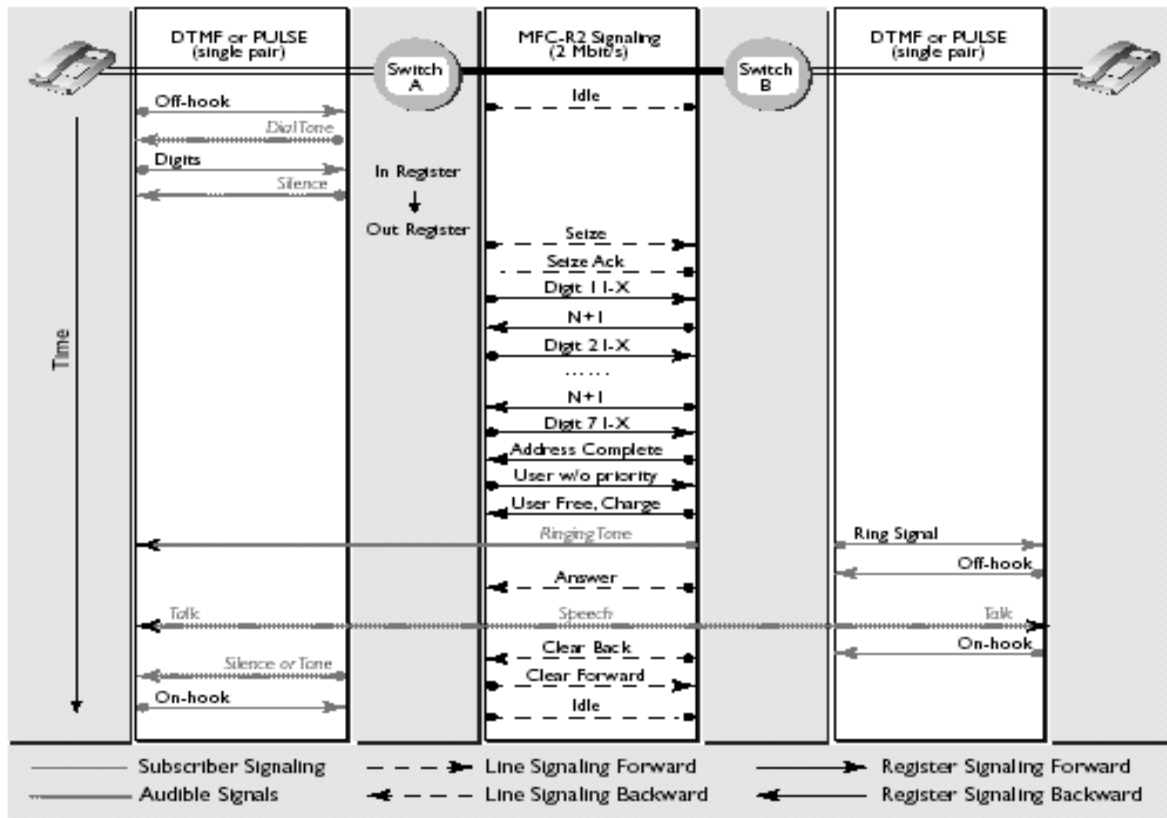 DTMF or PULSE
(single pair)
MFC-R2 Signaling
(2 Mbit/s)
DTMF or PULSE
(single pair)
Switch
A
Switch
B
Off-hook
Idle
Dial Tone
Digits
In Register
Silence
Out Register
Seize
Seize Ack
Digit 1 I-X
N+1
Digit 2 I-X
......
N+1
Digit 7 I-X
Address Complete
User w/o priority
User Free, Charge
Ringing Tone
Ring Signal
Off-hook
Answer
Talk
Speech
Talk
Clear Back
On-hook
Silence or Tone
Clear Forward
On-hook
Idle
Time
Subscriber Signaling
Line Signaling Forward
Register Signaling Forward
Audible Signals
Line Signaling Backward
Register Signaling Backward